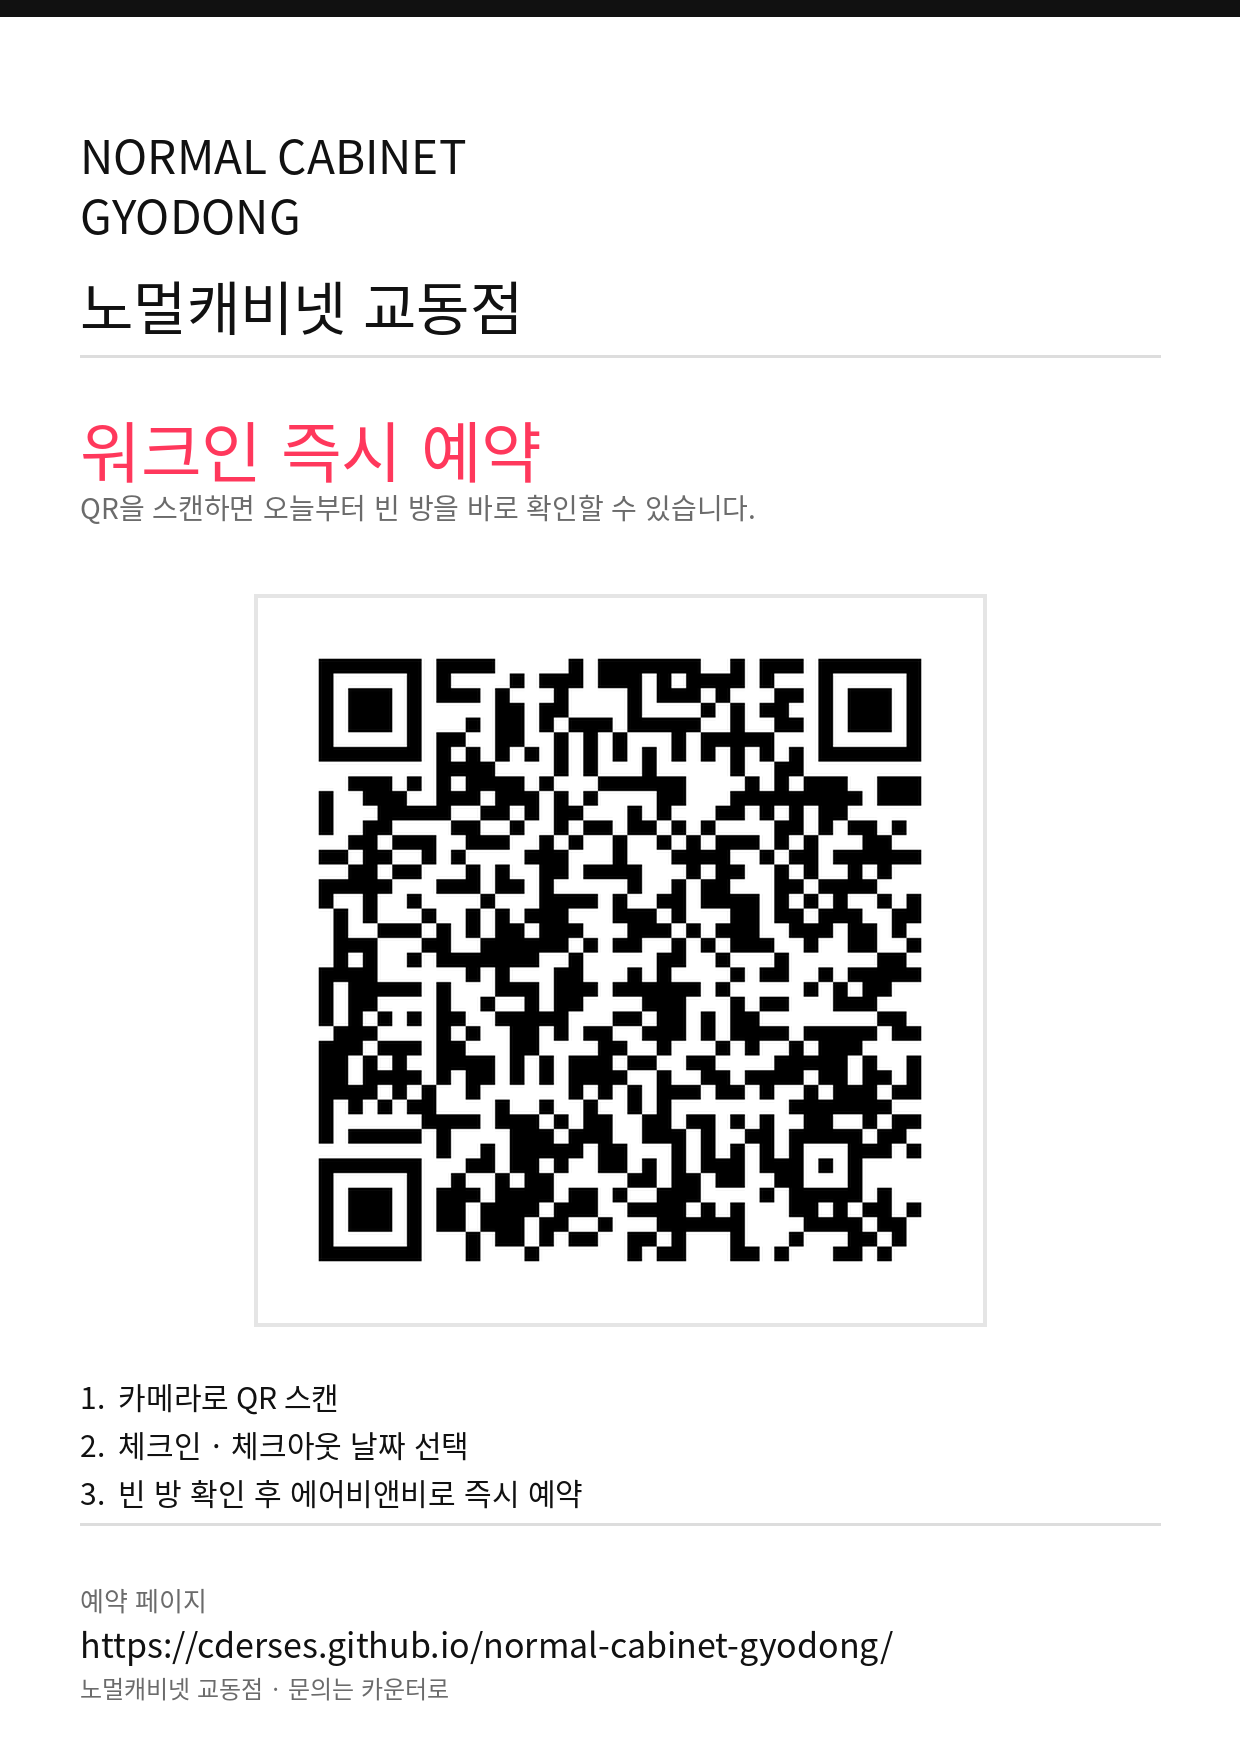 NORMAL CABINET
GYODONG
노멀캐비넷 교동점
워크인 즉시 예약
QR을 스캔하면 오늘부터 빈 방을 바로 확인할 수 있습니다.
1. 카메라로 QR 스캔
2. 체크인 · 체크아웃 날짜 선택
3. 빈 방 확인 후 에어비앤비로 즉시 예약
예약 페이지
https://cderses.github.io/normal-cabinet-gyodong/
노멀캐비넷 교동점 · 문의는 카운터로